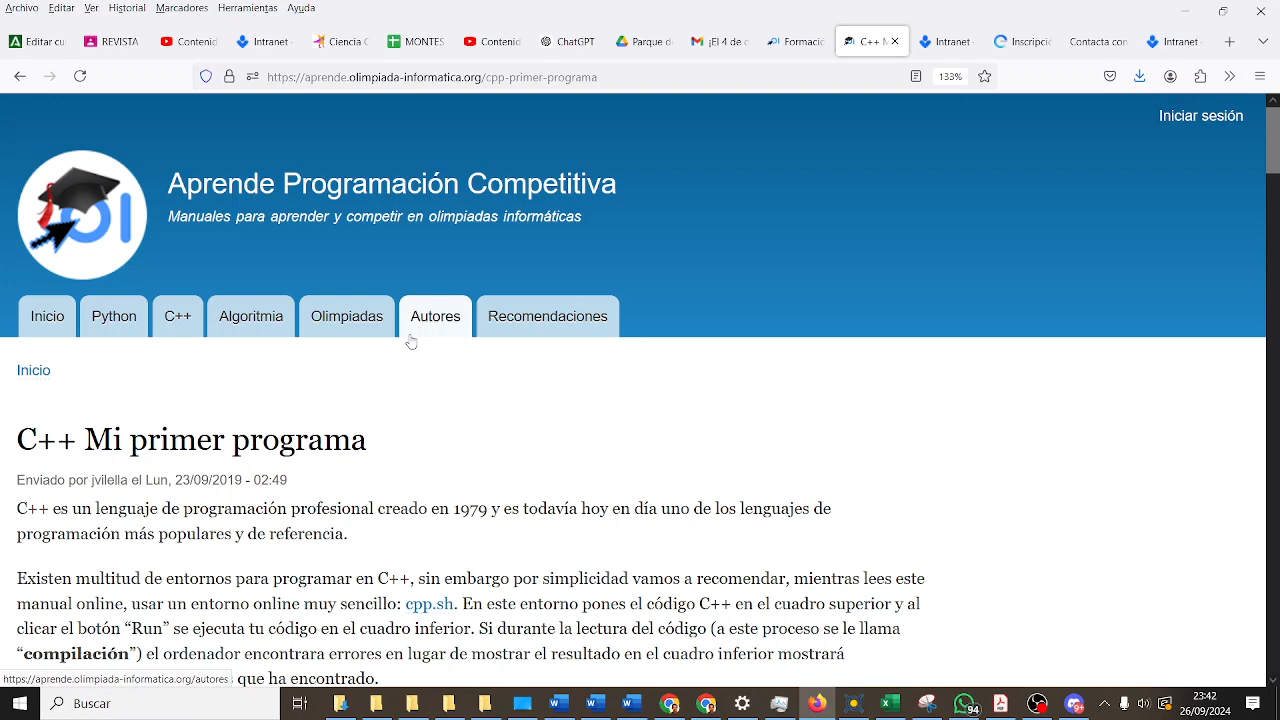 Archivo Editar Ver Historial Marcadores Herramientas Ayuda
Editar cu REVISTA Contenid Intranet Ciencia C MONTES Contenid ChatGPT Parque d ¡El 4 de c Formació C++ M Intranet Inscripció Contacta con Intranet
https://aprende.olimpiada-informatica.org/cpp-primer-programa 133%
Iniciar sesión
Aprende Programación Competitiva
Manuales para aprender y competir en olimpiadas informáticas
Inicio Python C++ Algoritmia Olimpiadas Autores Recomendaciones
Inicio
C++ Mi primer programa
Enviado por jvilella el Lun, 23/09/2019 - 02:49
C++ es un lenguaje de programación profesional creado en 1979 y es todavía hoy en día uno de los lenguajes de
programación más populares y de referencia.
Existen multitud de entornos para programar en C++, sin embargo por simplicidad vamos a recomendar, mientras lees este
manual online, usar un entorno online muy sencillo: cpp.sh. En este entorno pones el código C++ en el cuadro superior y al
clicar el botón “Run” se ejecuta tu código en el cuadro inferior. Si durante la lectura del código (a este proceso se le llama
“compilación”) el ordenador encontrara errores en lugar de mostrar el resultado en el cuadro inferior mostrará
https://aprende.olimpiada-informatica.org/autores que ha encontrado.
Buscar 94 23:42
26/09/2024